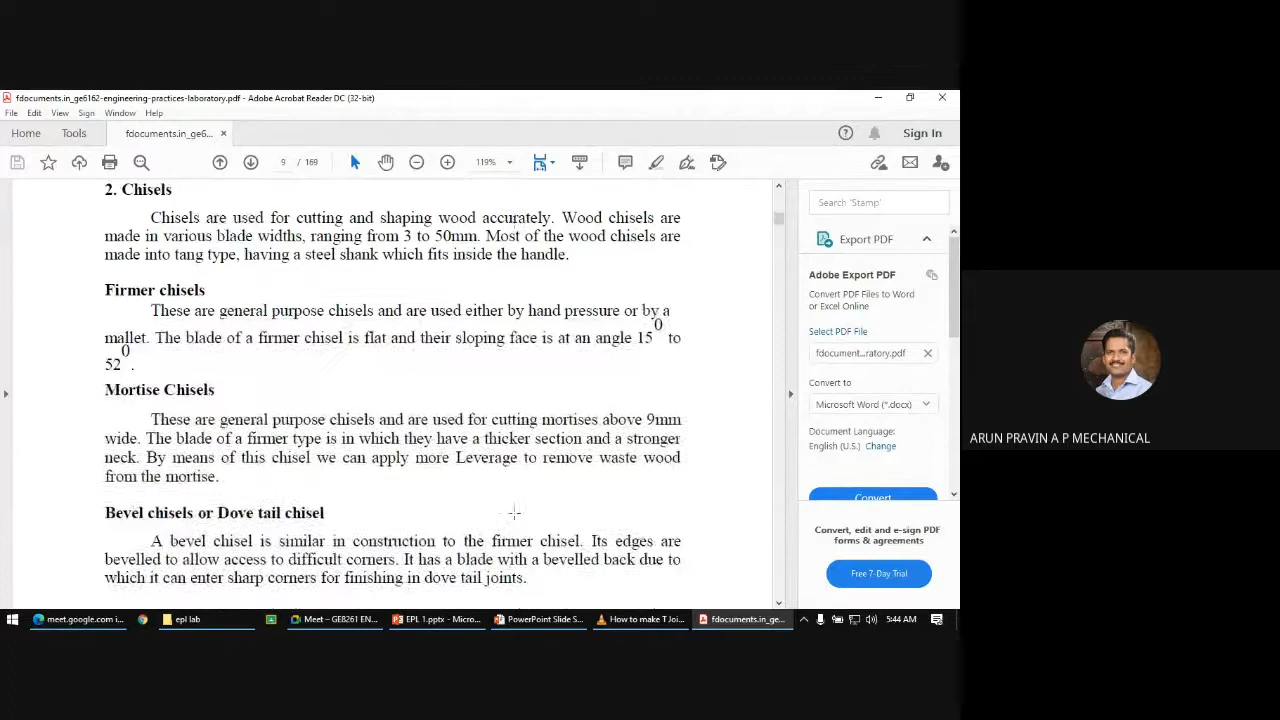 fdocuments.in_ge6162-engineering-practices-laboratory.pdf - Adobe Acrobat Reader DC (32-bit)
File Edit View Sign Window Help
Home Tools fdocuments.in_ge6... × Sign In
9 / 169 119%
2. Chisels
Chisels are used for cutting and shaping wood accurately. Wood chisels are
made in various blade widths, ranging from 3 to 50mm. Most of the wood chisels are
made into tang type, having a steel shank which fits inside the handle.
Firmer chisels
These are general purpose chisels and are used either by hand pressure or by a
mallet. The blade of a firmer chisel is flat and their sloping face is at an angle 15⁰ to
52⁰.
Mortise Chisels
These are general purpose chisels and are used for cutting mortises above 9mm
wide. The blade of a firmer type is in which they have a thicker section and a stronger
neck. By mans of this chisel we can apply more Leverage to remove waste wood
from the mortise.
Bevel chisels or Dove tail chisel
A bevel chisel is similar in construction to the firmer chisel. Its edges are
bevelled to allow access to difficult corners. It has a blade with a bevelled back due to
which it can enter sharp corners for finishing in dove tail joints.
Search 'Stamp'
Export PDF
Adobe Export PDF
Convert PDF Files to Word
or Excel Online
Select PDF File
fdocument...ratory.pdf
Convert to
Microsoft Word (*.docx)
Document Language:
English (U.S.) Change
Convert
Convert, edit and e-sign PDF
forms & agreements
Free 7-Day Trial
ARUN PRAVIN A P MECHANICAL
meet.google.com i... epl lab Meet – GE8261 EN... EPL 1.pptx - Micro... PowerPoint Slide S... How to make T Joi... fdocuments.in_ge... 5:44 AM